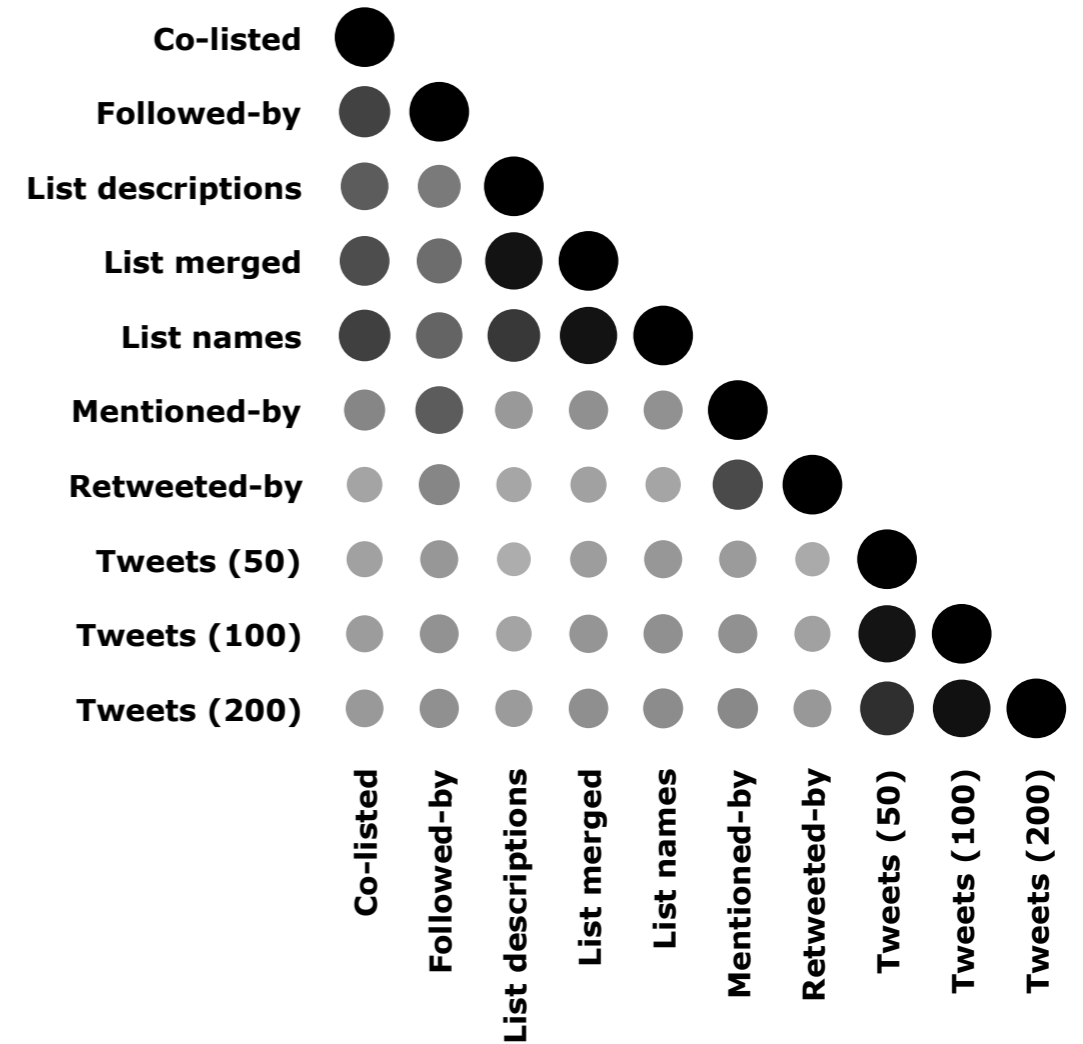 Co-listed
Followed-by
List descriptions
List merged
List names
Mentioned-by
Retweeted-by
Tweets (50)
Tweets (100)
Tweets (200)
Co-listed
Followed-by
List descriptions
List merged
List names
Mentioned-by
Retweeted-by
Tweets (50)
Tweets (100)
Tweets (200)